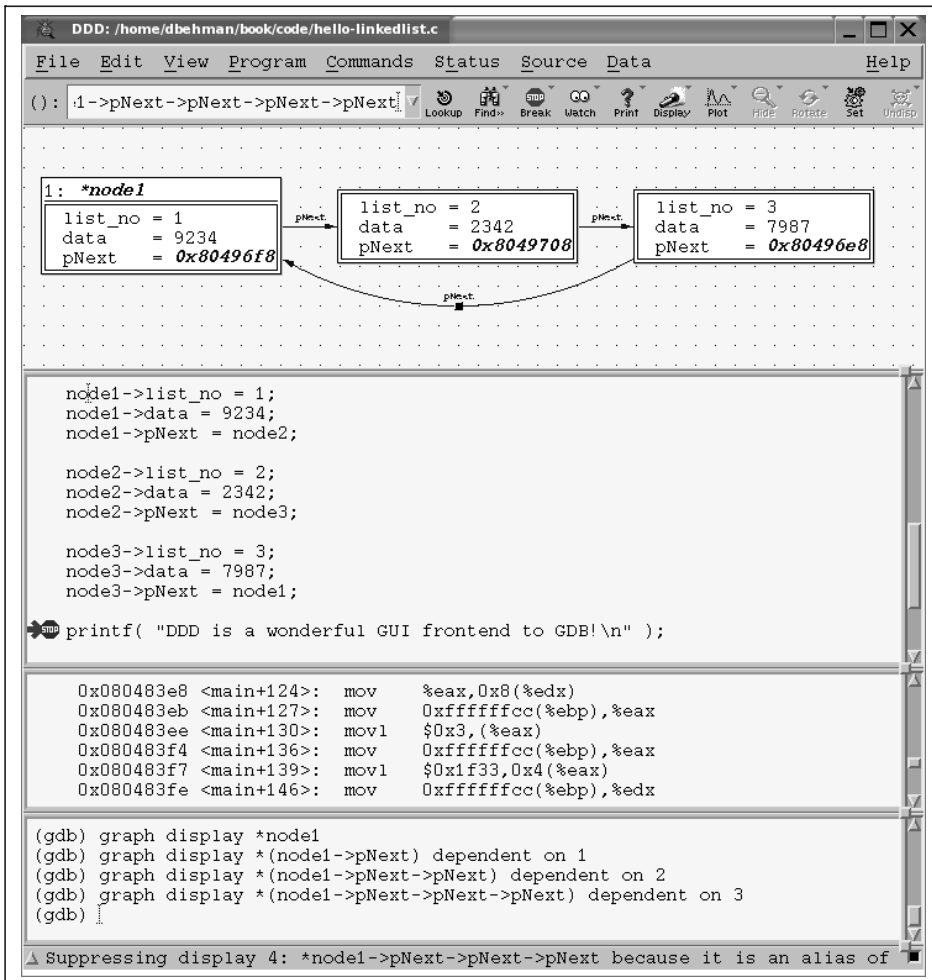 DDD: /home/dbehman/book/code/hello-linkedlist.c
File Edit View Program Commands Status Source Data Help
(): 1->pNext->pNext->pNext->pNext
Lookup Find>> Break Watch Print Display Plot Hide Rotate Set Undisp
1: *node1
list_no = 1
data = 9234
pNext = 0x80496f8
pNext
list_no = 2
data = 2342
pNext = 0x8049708
pNext
list_no = 3
data = 7987
pNext = 0x80496e8
pNext
node1->list_no = 1;
node1->data = 9234;
node1->pNext = node2;
node2->list_no = 2;
node2->data = 2342;
node2->pNext = node3;
node3->list_no = 3;
node3->data = 7987;
node3->pNext = node1;
STOP printf( "DDD is a wonderful GUI frontend to GDB!\n" );
0x080483e8 <main+124>: mov %eax,0x8(%edx)
0x080483eb <main+127>: mov 0xffffffcc(%ebp),%eax
0x080483ee <main+130>: movl $0x3,(%eax)
0x080483f4 <main+136>: mov 0xffffffcc(%ebp),%eax
0x080483f7 <main+139>: movl $0x1f33,0x4(%eax)
0x080483fe <main+146>: mov 0xffffffcc(%ebp),%edx
(gdb) graph display *node1
(gdb) graph display *(node1->pNext) dependent on 1
(gdb) graph display *(node1->pNext->pNext) dependent on 2
(gdb) graph display *(node1->pNext->pNext->pNext) dependent on 3
(gdb)
Suppressing display 4: *node1->pNext->pNext->pNext because it is an alias of